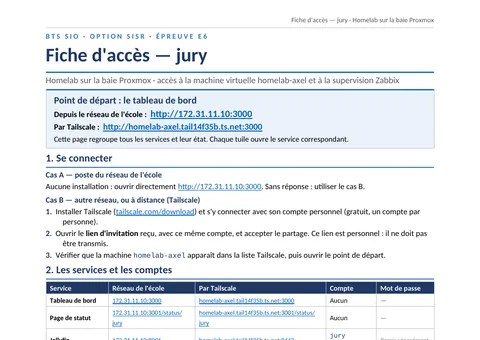 Fiche d'accès — jury · Homelab sur la baie Proxmox
BTS SIO · OPTION SISR · ÉPREUVE E6
Fiche d'accès — jury
Homelab sur la baie Proxmox · accès à la machine virtuelle homelab-axel et à la supervision Zabbix
Point de départ : le tableau de bord
Depuis le réseau de l'école : http://172.31.11.10:3000
Par Tailscale : http://homelab-axel.tail14f35b.ts.net:3000
Cette page regroupe tous les services et leur état. Chaque tuile ouvre le service correspondant.
1. Se connecter
Cas A — poste du réseau de l'école
Aucune installation : ouvrir directement http://172.31.11.10:3000. Sans réponse : utiliser le cas B.
Cas B — autre réseau, ou à distance (Tailscale)
1. Installer Tailscale (tailscale.com/download) et s'y connecter avec son compte personnel (gratuit, un compte par
personne).
2. Ouvrir le lien d'invitation reçu, avec ce même compte, et accepter le partage. Ce lien est personnel : il ne doit pas
être transmis.
3. Vérifier que la machine homelab-axel apparaît dans la liste Tailscale, puis ouvrir le point de départ.
2. Les services et les comptes
Service Réseau de l'école Par Tailscale Compte Mot de passe
Tableau de bord 172.31.11.10:3000 homelab-axel.tail14f35b.ts.net:3000 Aucun —
Page de statut 172.31.11.10:3001/status/ homelab-axel.tail14f35b.ts.net:3001/status/ Aucun —
jury jury
jury